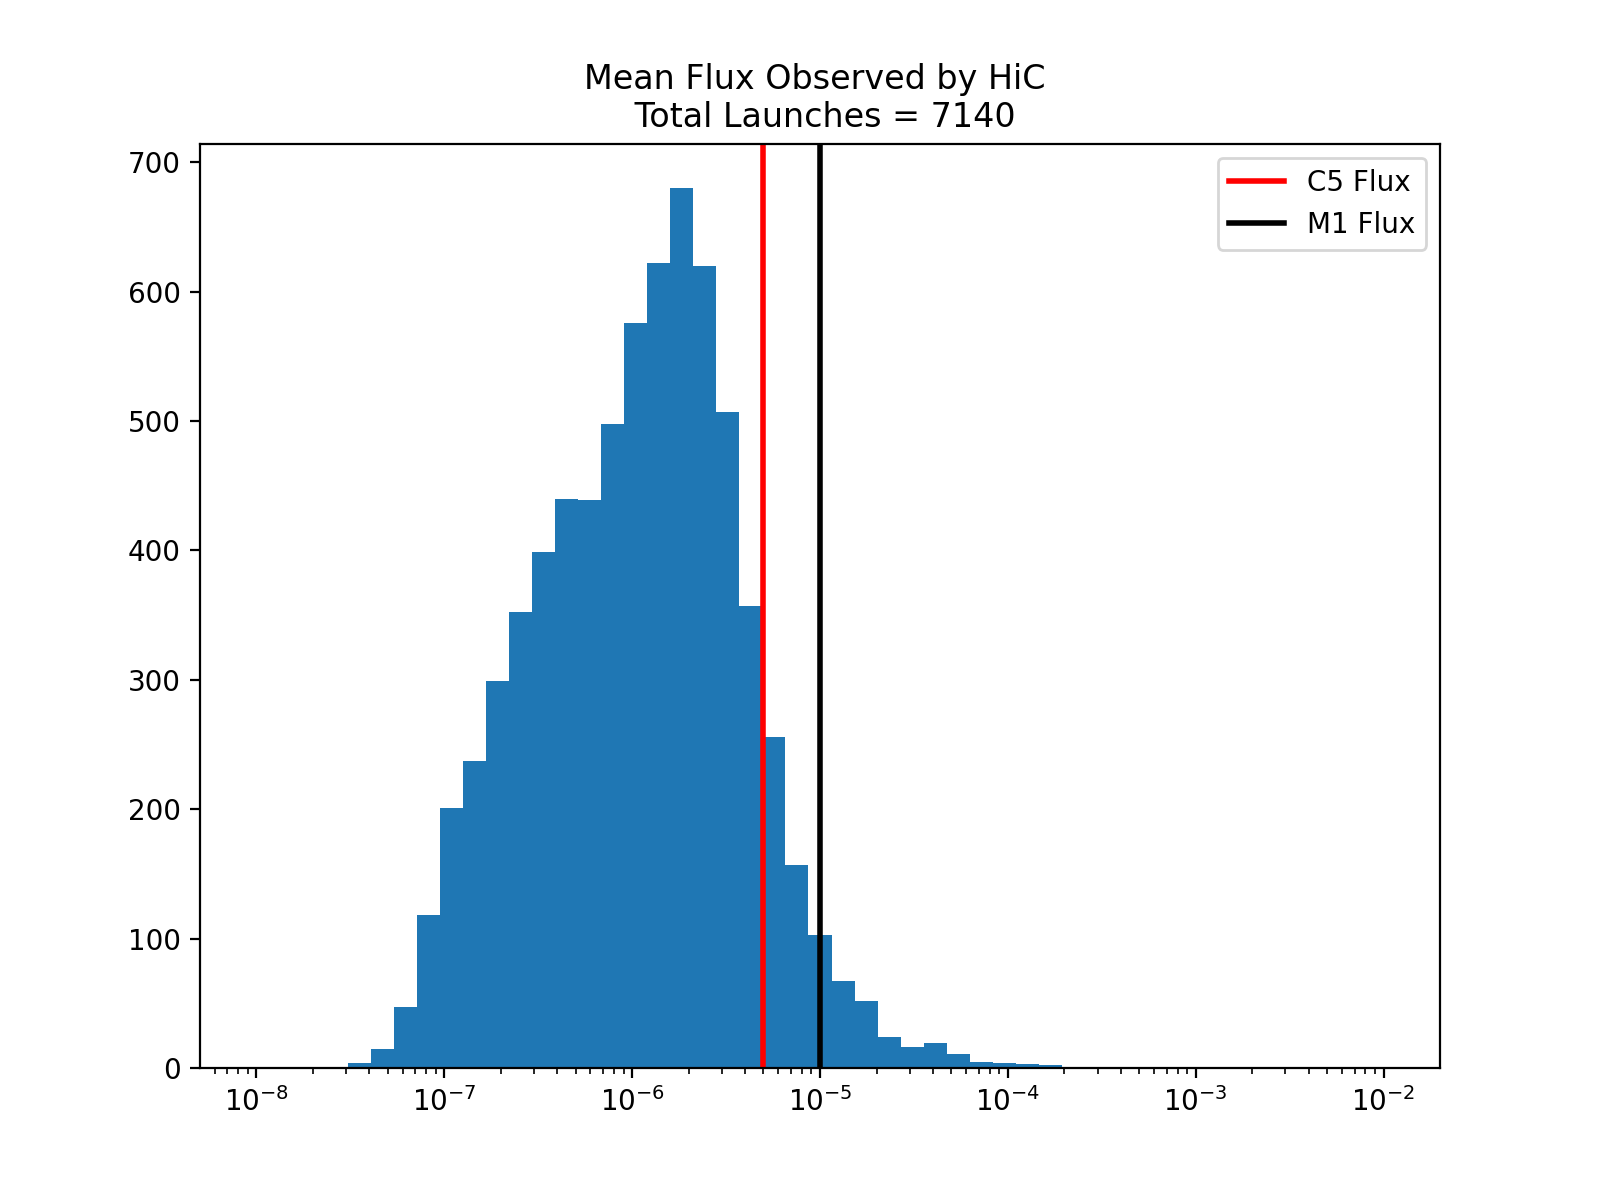 Mean Flux Observed by HiC
Total Launches = 7140
C5 Flux
M1 Flux
700
600
500
400
300
200
100
0
10⁻⁸ 10⁻⁷ 10⁻⁶ 10⁻⁵ 10⁻⁴ 10⁻³ 10⁻²